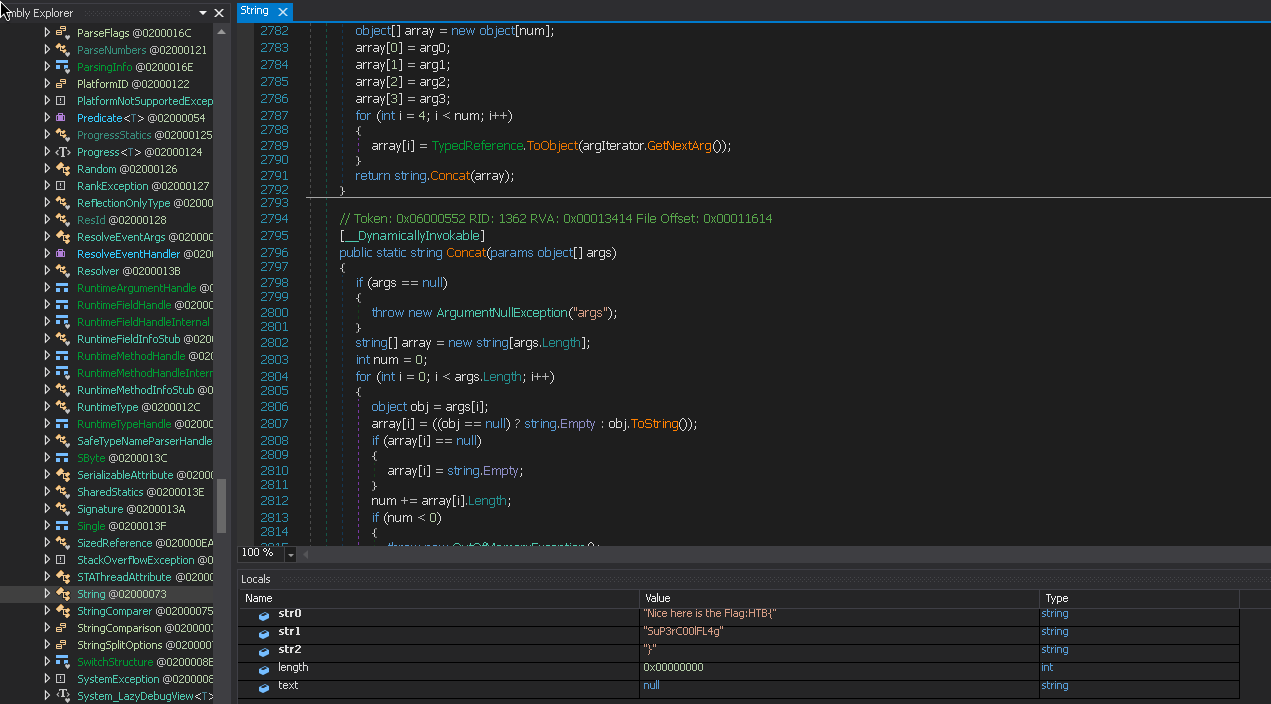 mbly Explorer
ParseFlags @0200016C
ParseNumbers @02000121
ParsingInfo @0200016E
PlatformID @02000122
PlatformNotSupportedExcep
Predicate<T> @02000054
ProgressStatics @02000125
Progress<T> @02000124
Random @02000126
RankException @02000127
ReflectionOnlyType @02000
ResId @02000128
ResolveEventArgs @020000
ResolveEventHandler @020
Resolver @0200013B
RuntimeArgumentHandle @0
RuntimeFieldHandle @02000
RuntimeFieldHandleInternal
RuntimeFieldInfoStub @020
RuntimeMethodHandle @02
RuntimeMethodHandleIntern
RuntimeMethodInfoStub @0
RuntimeType @0200012C
RuntimeTypeHandle @0200
SafeTypeNameParserHandle
SByte @0200013C
SerializableAttribute @0200
SharedStatics @0200013E
Signature @0200013A
Single @0200013F
SizedReference @020000EA
StackOverflowException @0
STAThreadAttribute @02000
String @02000073
StringComparer @02000075
StringComparison @020000
StringSplitOptions @020000
SwitchStructure @0200008E
SystemException @0200008
System_LazyDebugView<T>
String
2782 object[] array = new object[num];
2783 array[0] = arg0;
2784 array[1] = arg1;
2785 array[2] = arg2;
2786 array[3] = arg3;
2787 for (int i = 4; i < num; i++)
2788 {
2789 array[i] = TypedReference.ToObject(argIterator.GetNextArg());
2790 }
2791 return string.Concat(array);
2792 }
2793
2794 // Token: 0x06000552 RID: 1362 RVA: 0x00013414 File Offset: 0x00011614
2795 [__DynamicallyInvokable]
2796 public static string Concat(params object[] args)
2797 {
2798 if (args == null)
2799 {
2800 throw new ArgumentNullException("args");
2801 }
2802 string[] array = new string[args.Length];
2803 int num = 0;
2804 for (int i = 0; i < args.Length; i++)
2805 {
2806 object obj = args[i];
2807 array[i] = ((obj == null) ? string.Empty : obj.ToString());
2808 if (array[i] == null)
2809 {
2810 array[i] = string.Empty;
2811 }
2812 num += array[i].Length;
2813 if (num < 0)
2814 {
2815 throw new OutOfMemoryException();
100 %
Locals
Name Value Type
str0 "Nice here is the Flag:HTB{" string
str1 "SuP3rC00lFL4g" string
str2 "}" string
length 0x00000000 int
text null string